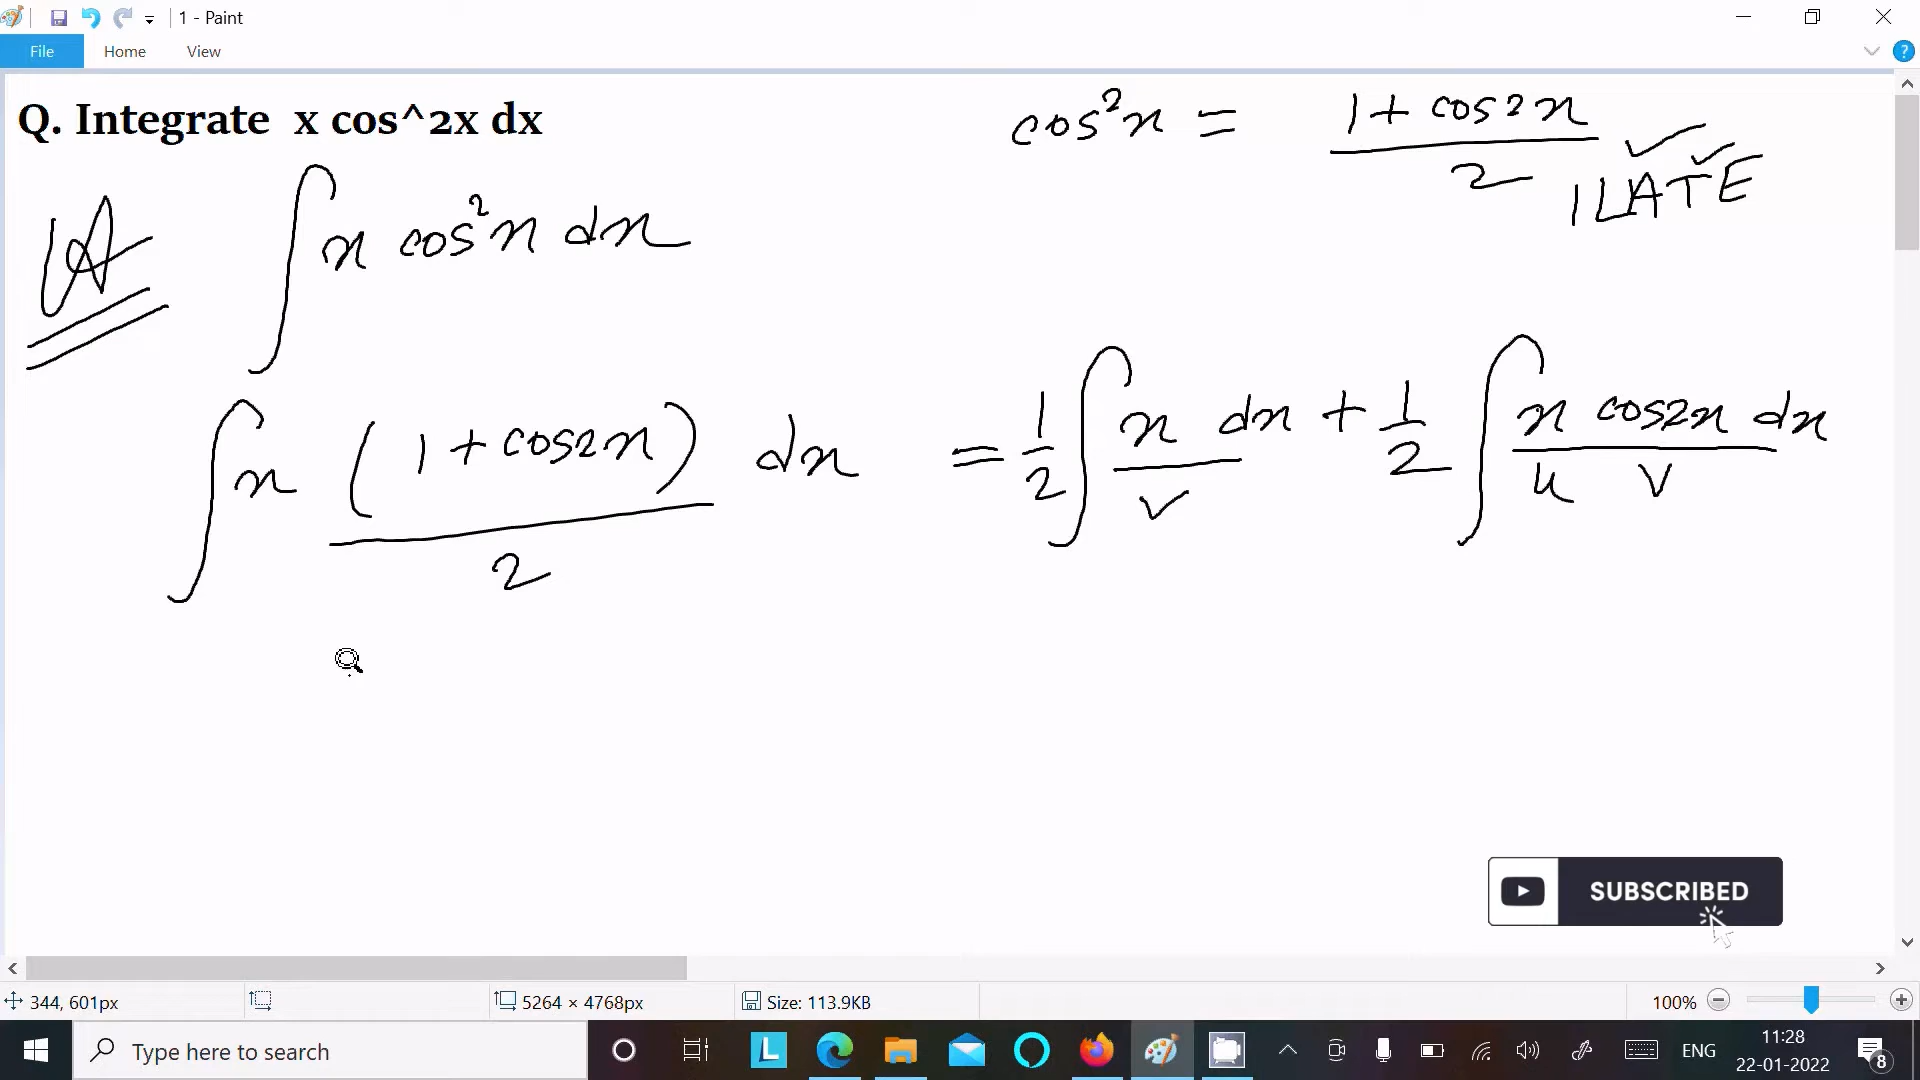 1 - Paint
File Home View
Q. Integrate x cos^2x dx
cos²x = (1 + cos2x)/2
ILATE
∫ x cos²x dx
∫ x (1 + cos2x)/2 dx = 1/2 ∫ x dx + 1/2 ∫ x cos2x dx
u v
SUBSCRIBED
344, 601px 5264 × 4768px Size: 113.9KB 100%
Type here to search
L
ENG
11:28
22-01-2022
8